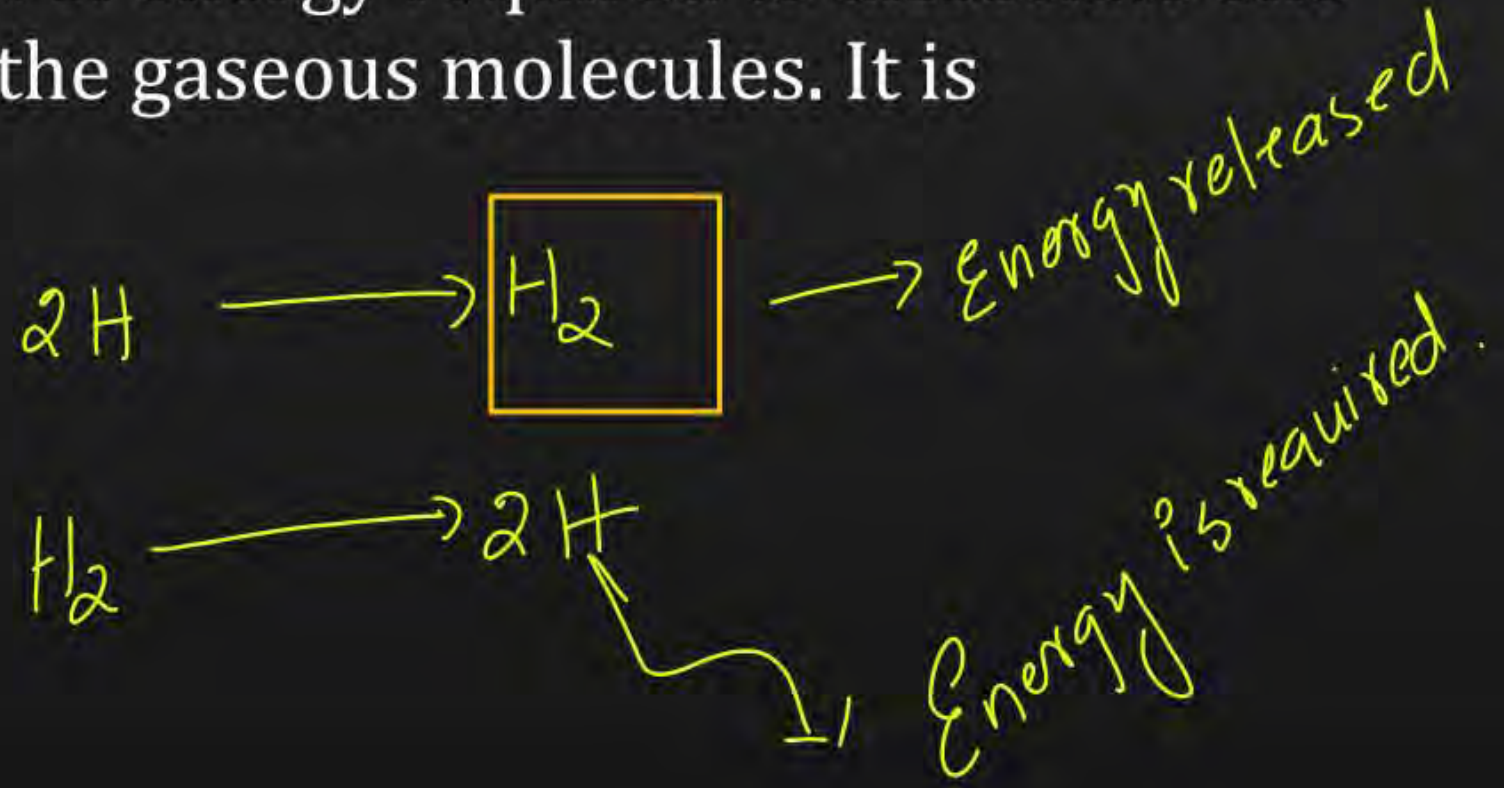 the gaseous molecules. It is
2H → H₂ → Energy released
H₂ → 2H Energy is required.